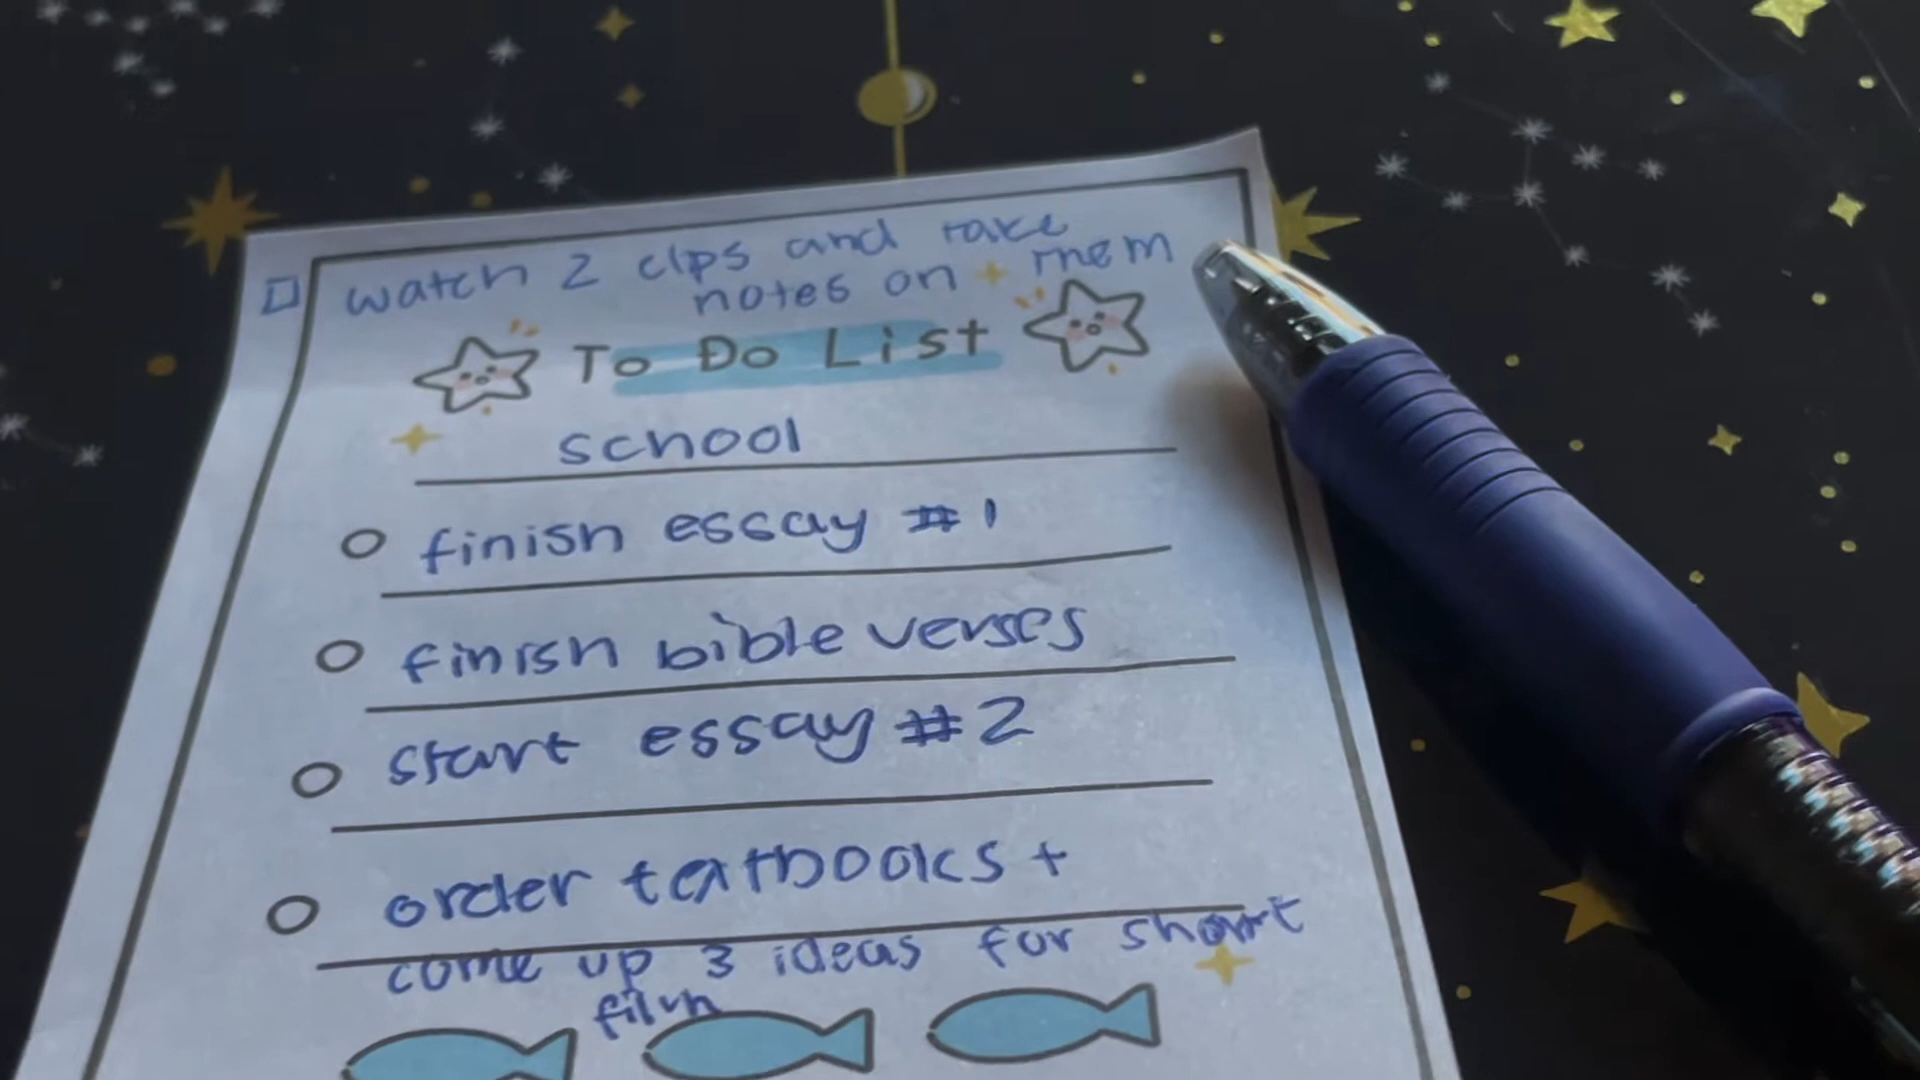 watch 2 clps and take
notes on them
To Do List
school
finish essay #1
finish bible verses
start essay #2
order textbooks +
come up 3 ideas for short
film